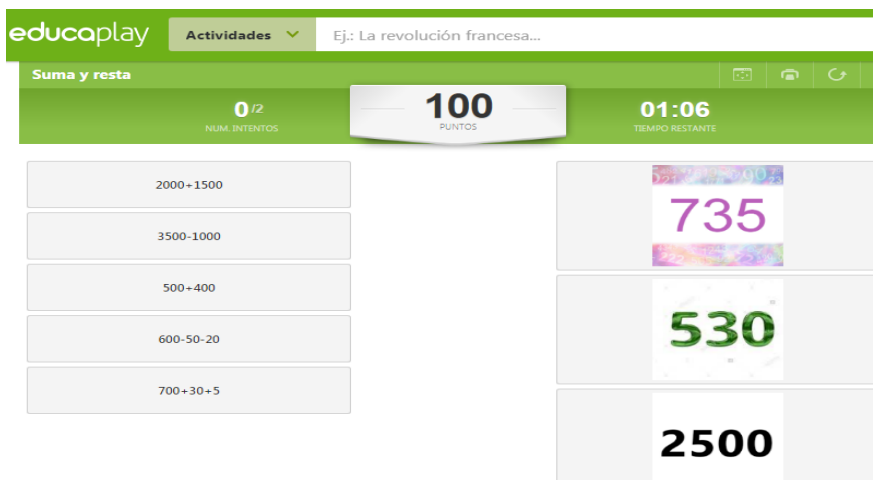 educaplay
Actividades
Ej.: La revolución francesa...
Suma y resta
0/2
NUM. INTENTOS
100
PUNTOS
01:06
TIEMPO RESTANTE
2000+1500
3500-1000
500+400
600-50-20
700+30+5
735
530
2500